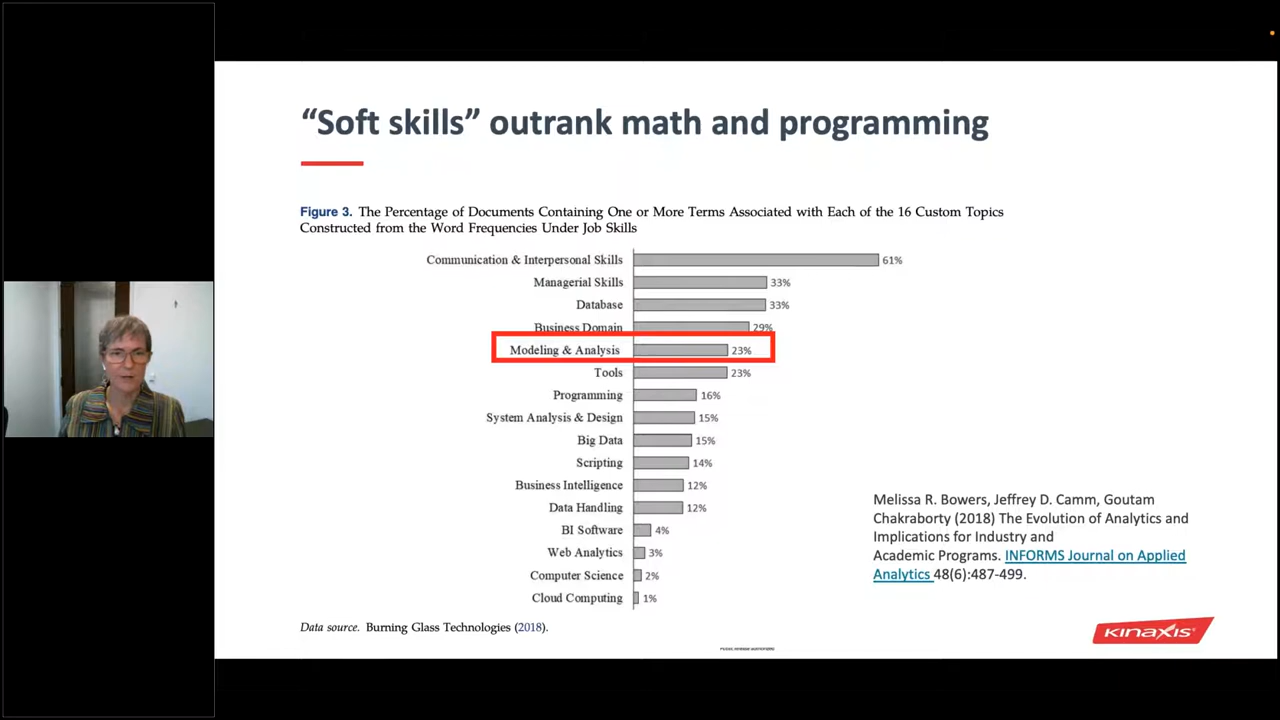 “Soft skills” outrank math and programming
Figure 3. The Percentage of Documents Containing One or More Terms Associated with Each of the 16 Custom Topics
Constructed from the Word Frequencies Under Job Skills
Communication & Interpersonal Skills 61%
Managerial Skills 33%
Database 33%
Business Domain 29%
Modeling & Analysis 23%
Tools 23%
Programming 16%
System Analysis & Design 15%
Big Data 15%
Scripting 14%
Business Intelligence 12%
Data Handling 12%
BI Software 4%
Web Analytics 3%
Computer Science 2%
Cloud Computing 1%
Melissa R. Bowers, Jeffrey D. Camm, Goutam
Chakraborty (2018) The Evolution of Analytics and
Implications for Industry and
Academic Programs. INFORMS Journal on Applied
Analytics 48(6):487-499.
Data source. Burning Glass Technologies (2018).
Kinaxis